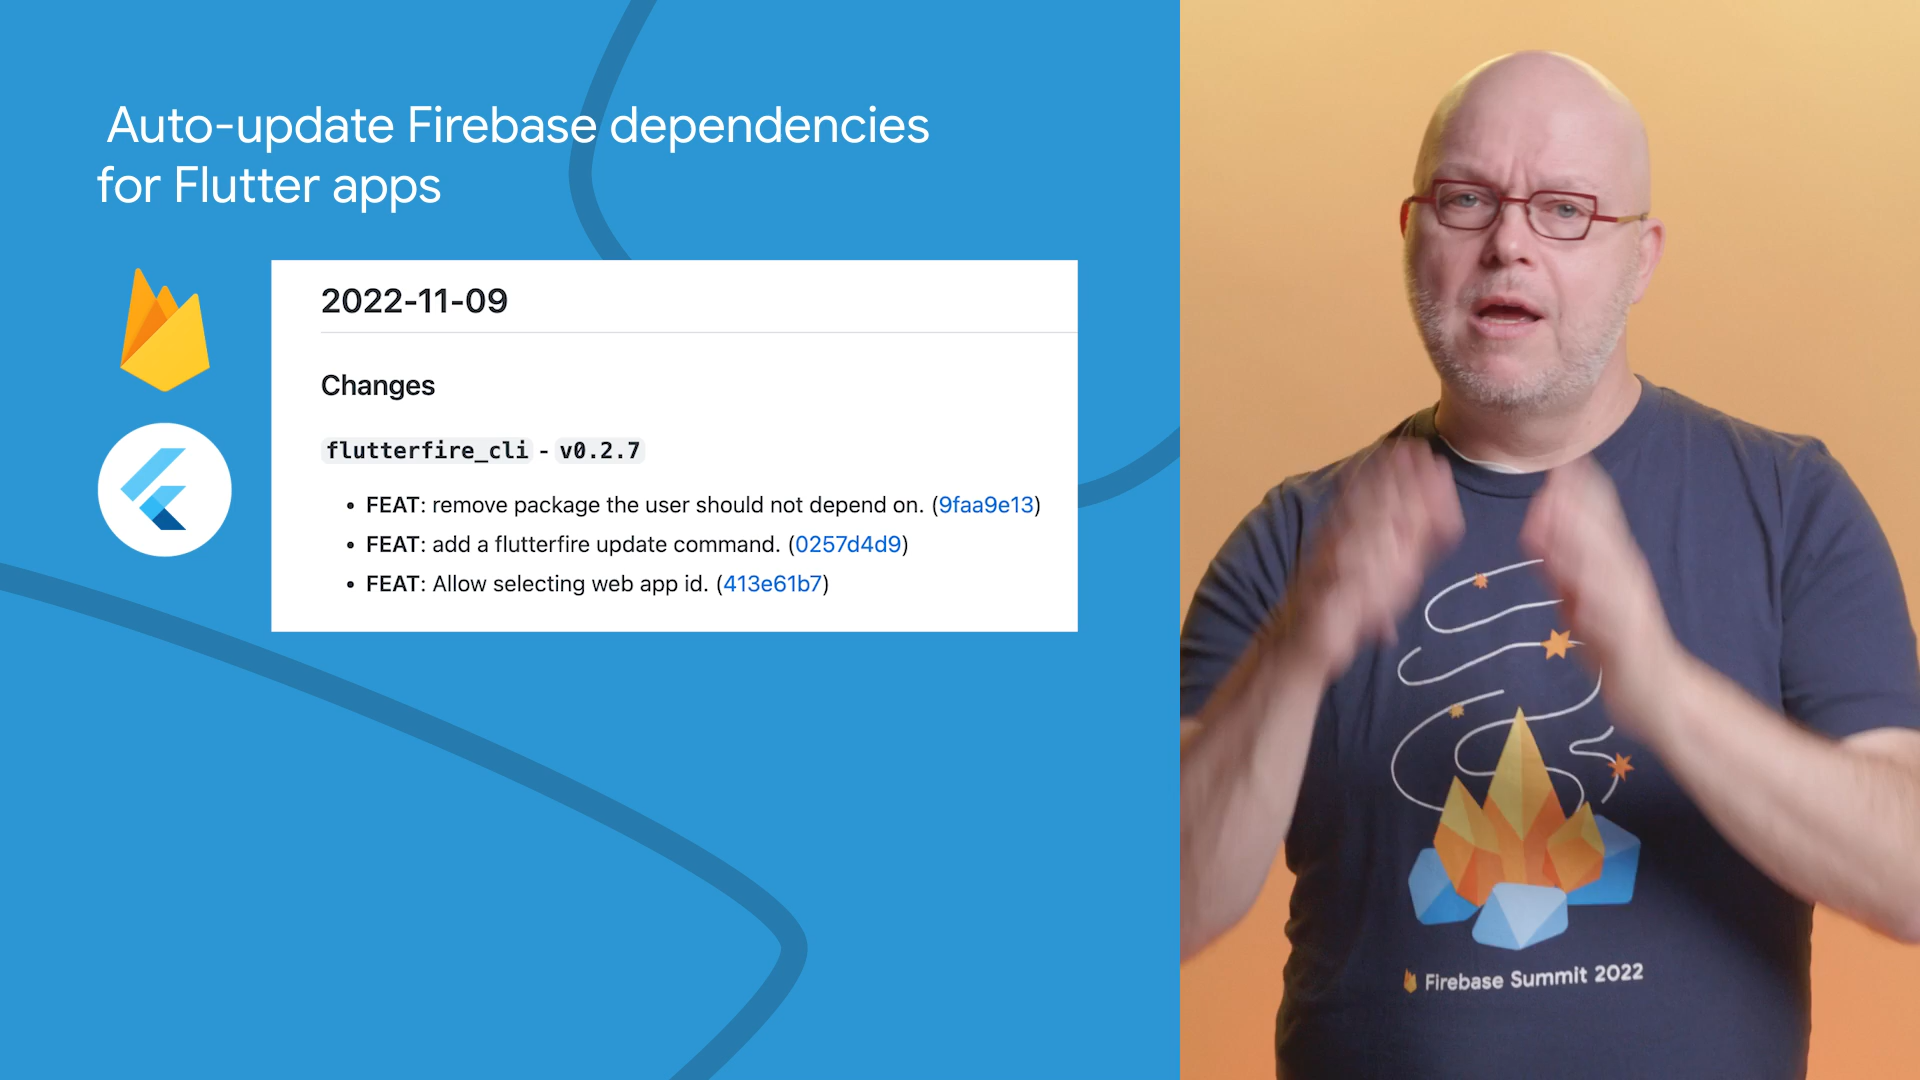 Auto-update Firebase dependencies
for Flutter apps
2022-11-09
Changes
flutterfire_cli - v0.2.7
• FEAT: remove package the user should not depend on. (9faa9e13)
• FEAT: add a flutterfire update command. (0257d4d9)
• FEAT: Allow selecting web app id. (413e61b7)
Firebase Summit 2022